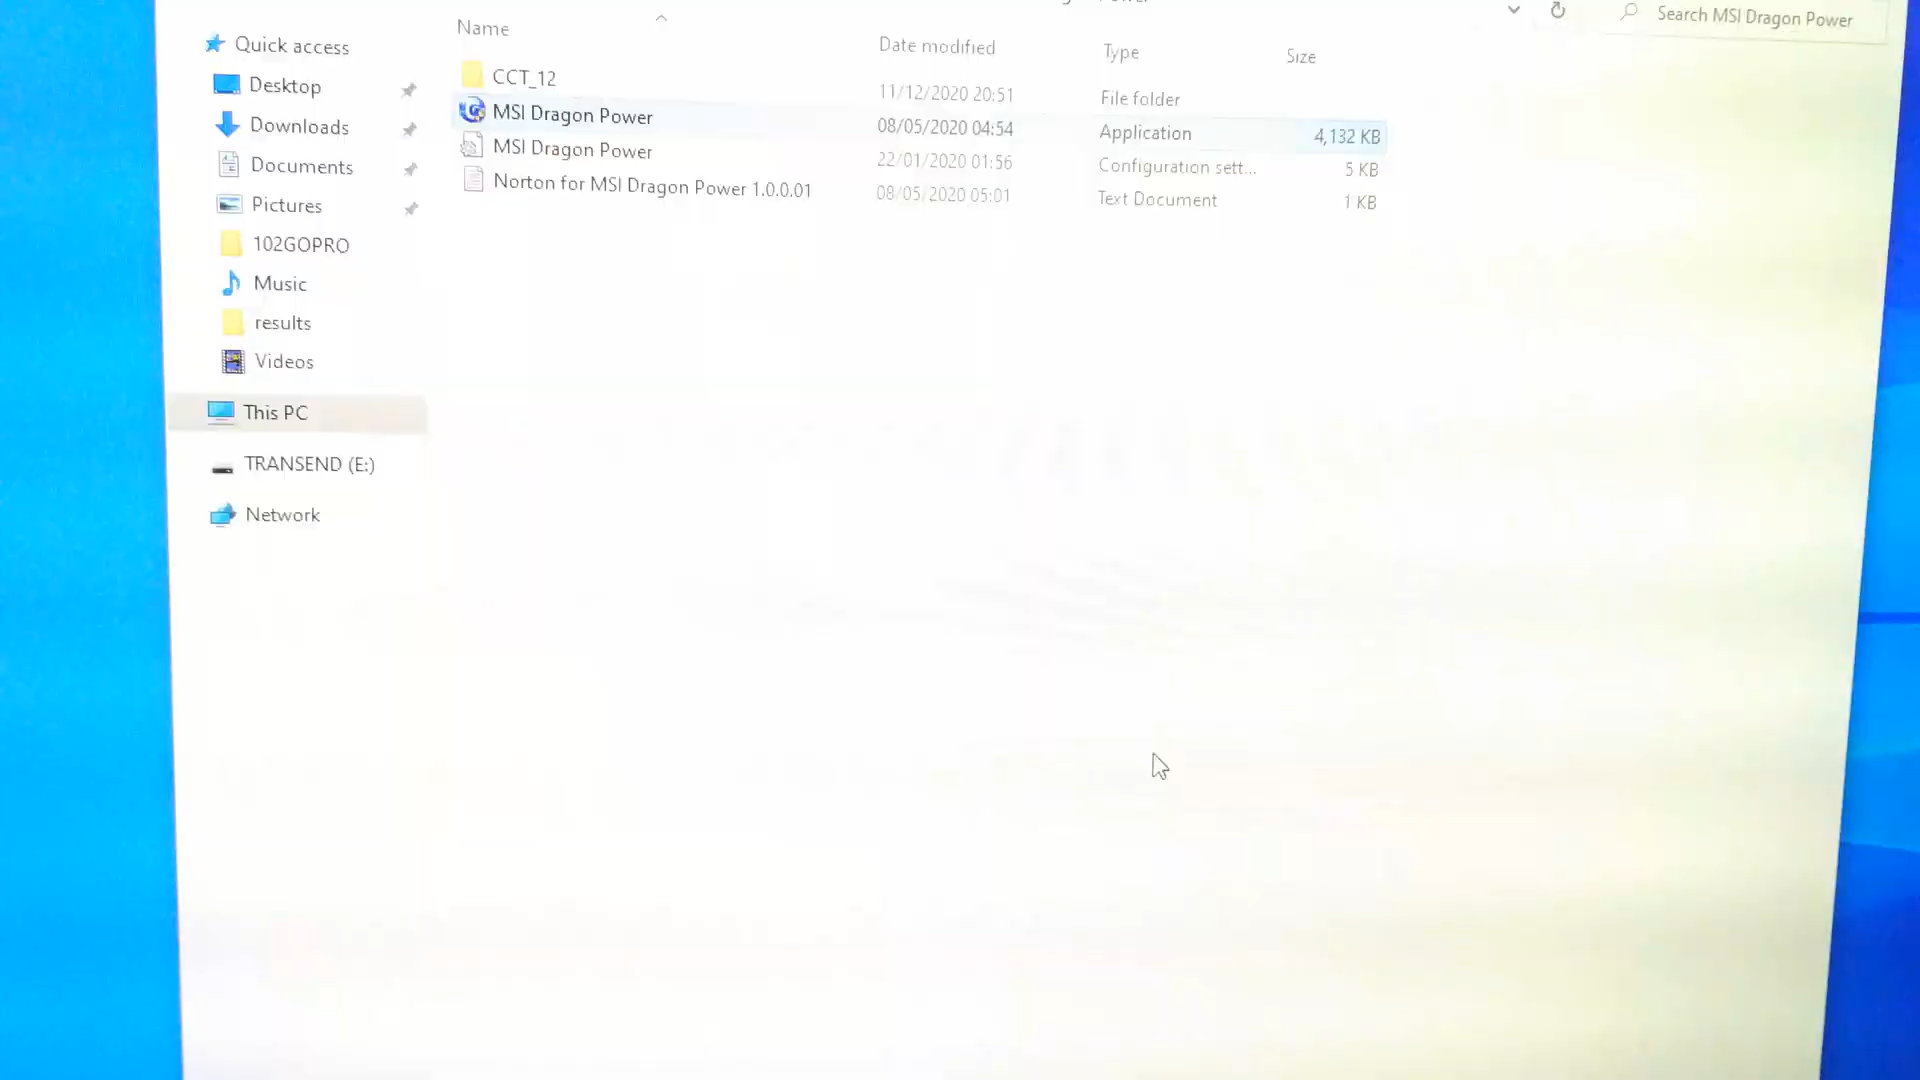 Search MSI Dragon Power
Name
Date modified
Type
Size
Quick access
Desktop
Downloads
Documents
Pictures
102GOPRO
Music
results
Videos
This PC
TRANSEND (E:)
Network
CCT_12
11/12/2020 20:51
File folder
MSI Dragon Power
08/05/2020 04:54
Application
4,132 KB
MSI Dragon Power
22/01/2020 01:56
Configuration sett...
5 KB
Norton for MSI Dragon Power 1.0.0.01
08/05/2020 05:01
Text Document
1 KB